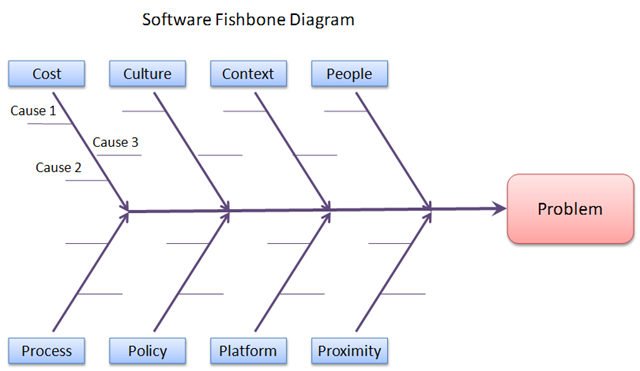 Software Fishbone Diagram
Cost
Culture
Context
People
Cause 1
Cause 3
Cause 2
Problem
Process
Policy
Platform
Proximity